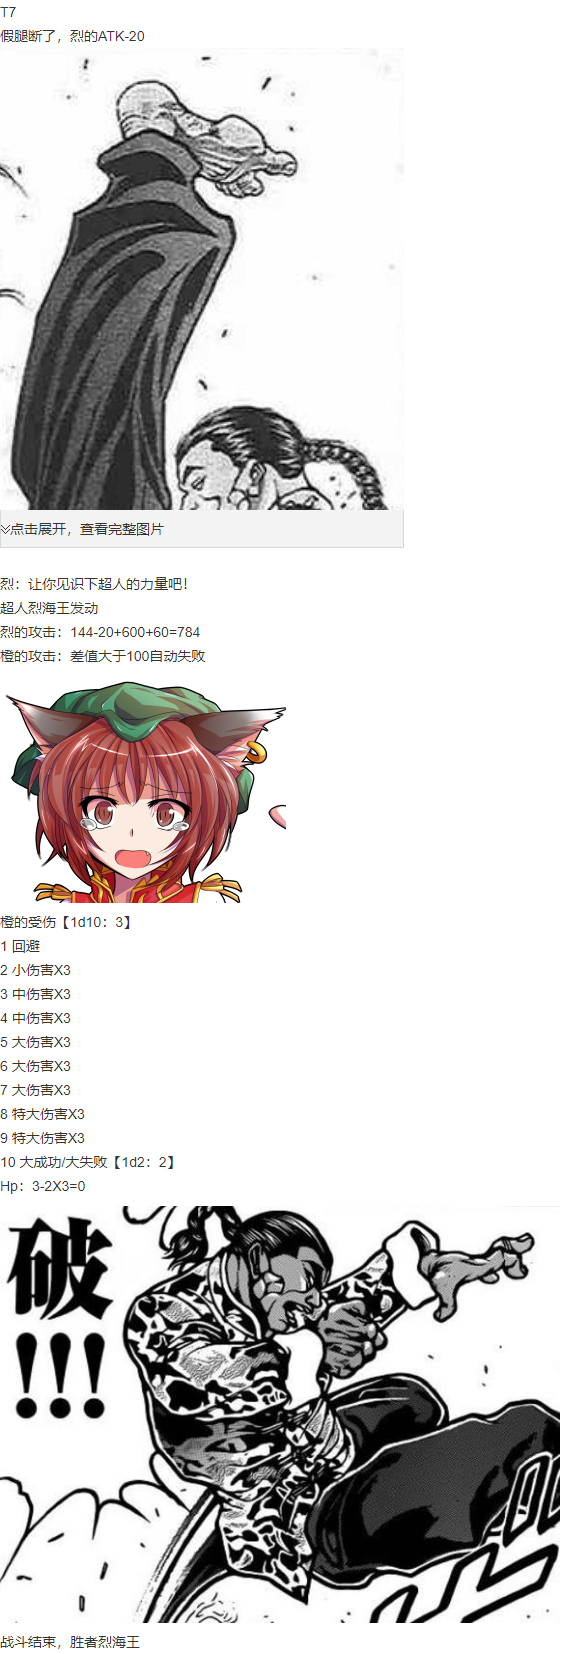 T7
假腿断了，烈的ATK-20
点击展开，查看完整图片
烈：让你见识下超人的力量吧！
超人烈海王发动
烈的攻击：144-20+600+60=784
橙的攻击：差值大于100自动失败
橙的受伤【1d10：3】
1 回避
2 小伤害X3
3 中伤害X3
4 中伤害X3
5 大伤害X3
6 大伤害X3
7 大伤害X3
8 特大伤害X3
9 特大伤害X3
10 大成功/大失败【1d2：2】
Hp：3-2X3=0
破
!!!
战斗结束，胜者烈海王